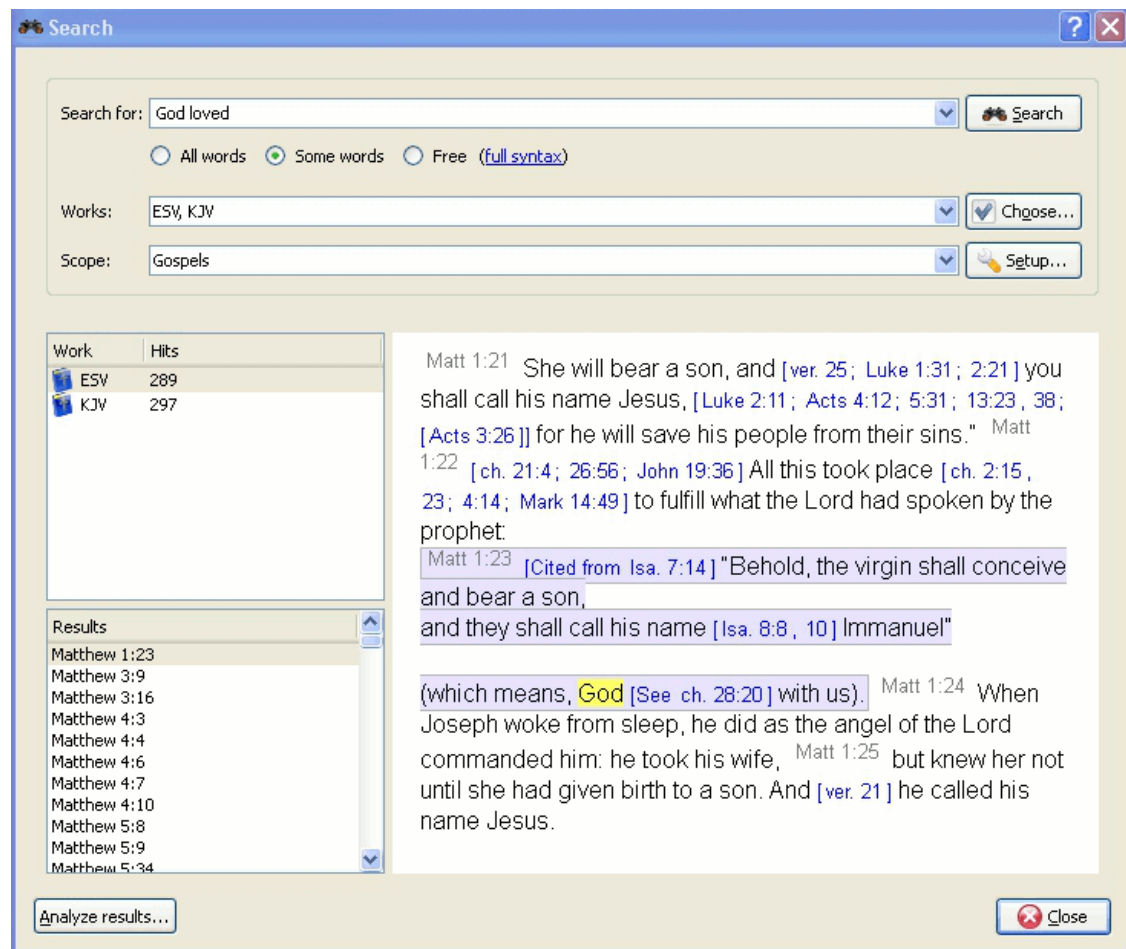 Search
Search for: God loved Search
All words Some words Free (full syntax)
Works: ESV, KJV Choose...
Scope: Gospels Setup...
Work Hits
ESV 289
KJV 297
Results
Matthew 1:23
Matthew 3:9
Matthew 3:16
Matthew 4:3
Matthew 4:4
Matthew 4:6
Matthew 4:7
Matthew 4:10
Matthew 5:8
Matthew 5:9
Matthew 5:34
Matt 1:21 She will bear a son, and [ver. 25; Luke 1:31; 2:21] you
shall call his name Jesus, [Luke 2:11; Acts 4:12; 5:31; 13:23, 38;
[Acts 3:26]] for he will save his people from their sins." Matt
1:22 [ch. 21:4; 26:56; John 19:36] All this took place [ch. 2:15,
23; 4:14; Mark 14:49] to fulfill what the Lord had spoken by the
prophet:
Matt 1:23 [Cited from Isa. 7:14] "Behold, the virgin shall conceive
and bear a son,
and they shall call his name [Isa. 8:8, 10] Immanuel"
(which means, God [See ch. 28:20] with us). Matt 1:24 When
Joseph woke from sleep, he did as the angel of the Lord
commanded him: he took his wife, Matt 1:25 but knew her not
until she had given birth to a son. And [ver. 21] he called his
name Jesus.
Analyze results... Close